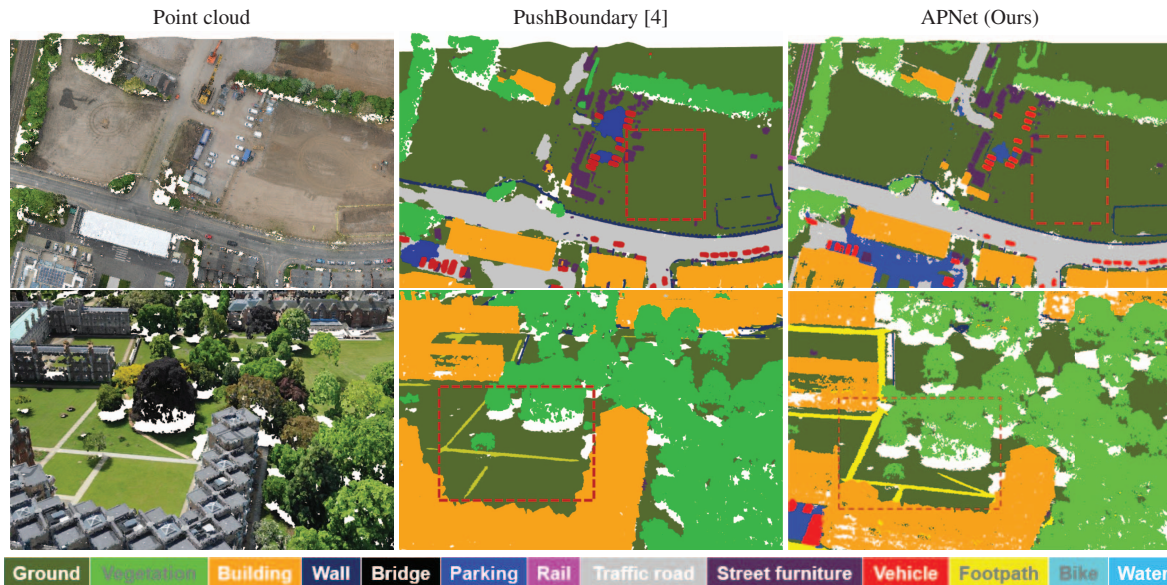 Point cloud
PushBoundary [4]
APNet (Ours)
Ground Vegetation Building Wall Bridge Parking Rail Traffic road Street furniture Vehicle Footpath Bike Water